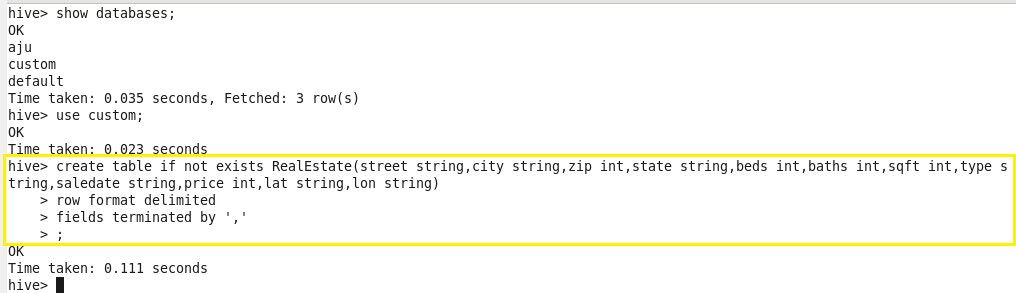 hive> show databases;
OK
aju
custom
default
Time taken: 0.035 seconds, Fetched: 3 row(s)
hive> use custom;
OK
Time taken: 0.023 seconds
hive> create table if not exists RealEstate(street string,city string,zip int,state string,beds int,baths int,sqft int,type s
tring,saledate string,price int,lat string,lon string)
    > row format delimited
    > fields terminated by ','
    > ;
OK
Time taken: 0.111 seconds
hive>